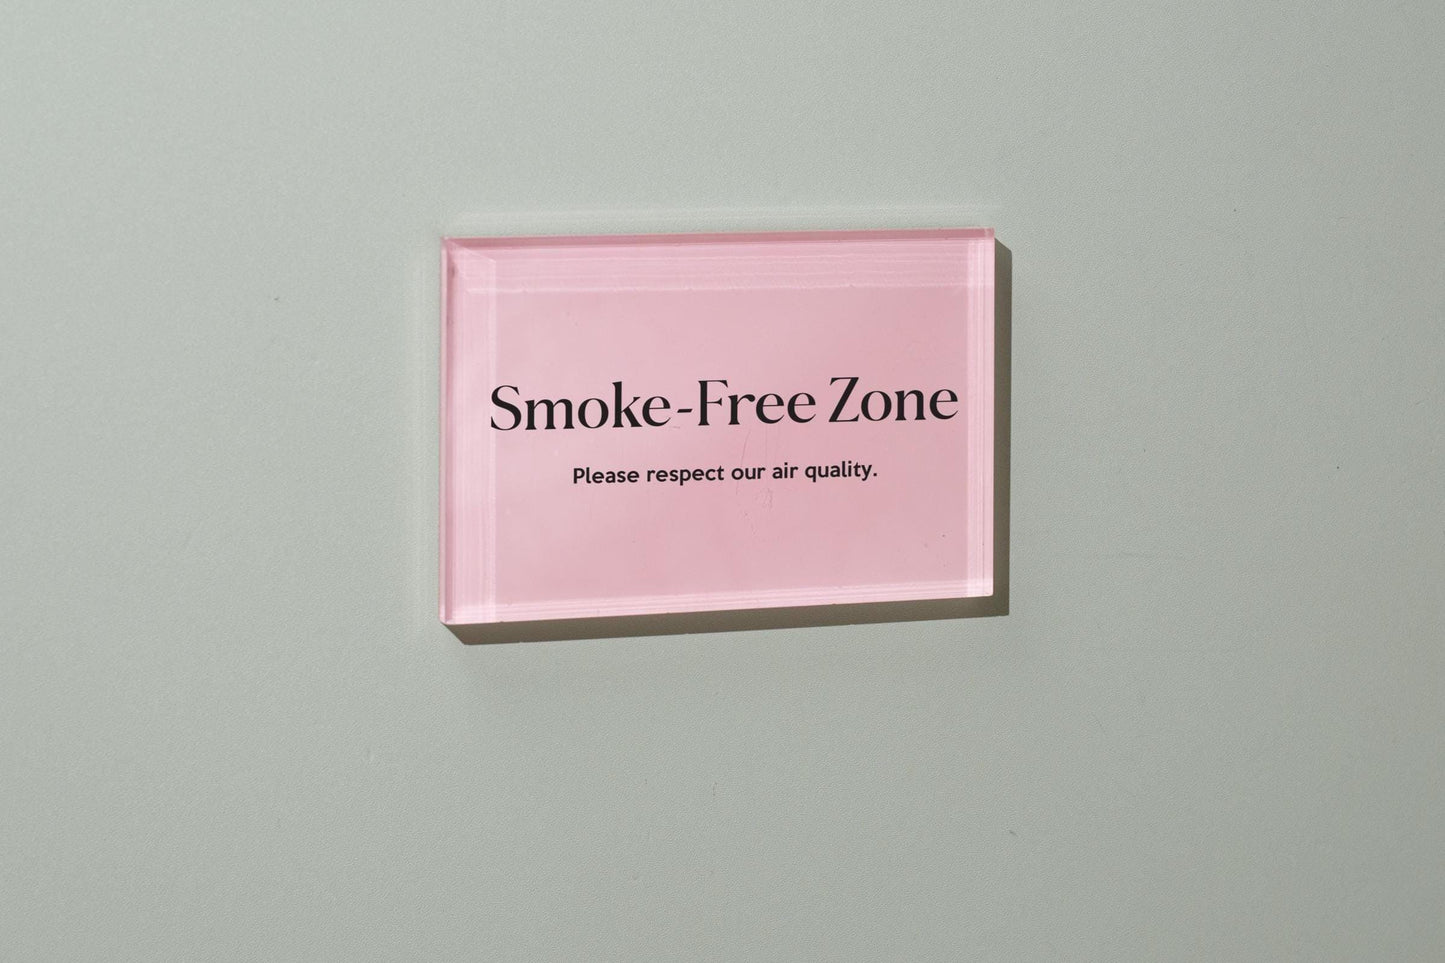 Smoke-Free Zone
Please respect our air quality.